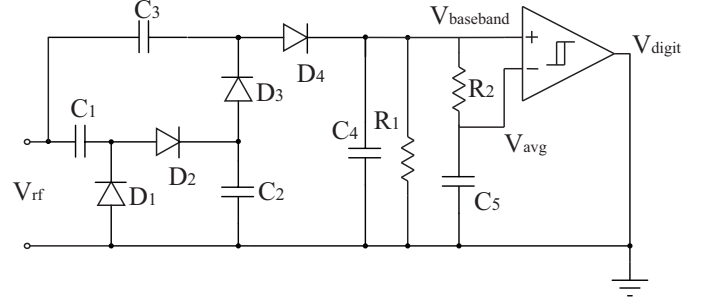 C3
Vbaseband
+
Vdigit
D4
−
D3
R2
C1
C4
R1
Vavg
D2
Vrf
D1
C2
C5